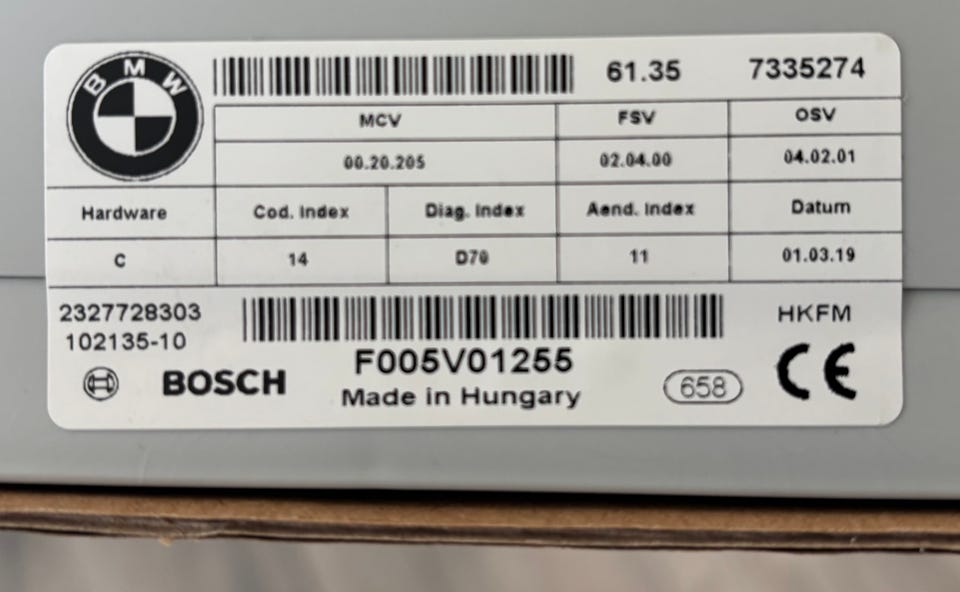 BMW
61.35 7335274
MCV FSV OSV
00.20.205 02.04.00 04.02.01
Hardware Cod. Index Diag. Index Aend. Index Datum
C 14 D70 11 01.03.19
2327728303 HKFM
102135-10
F005V01255
BOSCH 658 CE
Made in Hungary